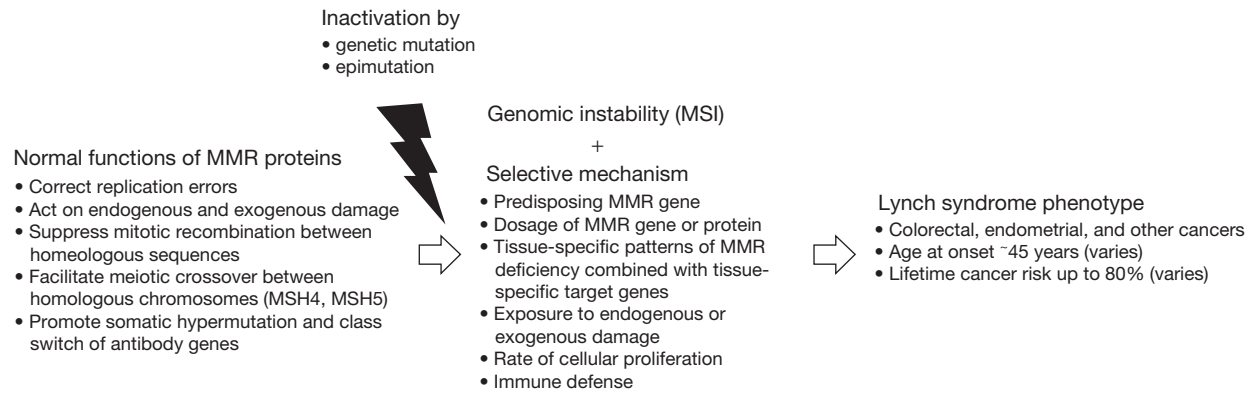 Inactivation by
• genetic mutation
• epimutation
Normal functions of MMR proteins
• Correct replication errors
• Act on endogenous and exogenous damage
• Suppress mitotic recombination between
homeologous sequences
• Facilitate meiotic crossover between
homologous chromosomes (MSH4, MSH5)
• Promote somatic hypermutation and class
switch of antibody genes
Genomic instability (MSI)
+
Selective mechanism
• Predisposing MMR gene
• Dosage of MMR gene or protein
• Tissue-specific patterns of MMR
deficiency combined with tissue-
specific target genes
• Exposure to endogenous or
exogenous damage
• Rate of cellular proliferation
• Immune defense
Lynch syndrome phenotype
• Colorectal, endometrial, and other cancers
• Age at onset ~45 years (varies)
• Lifetime cancer risk up to 80% (varies)